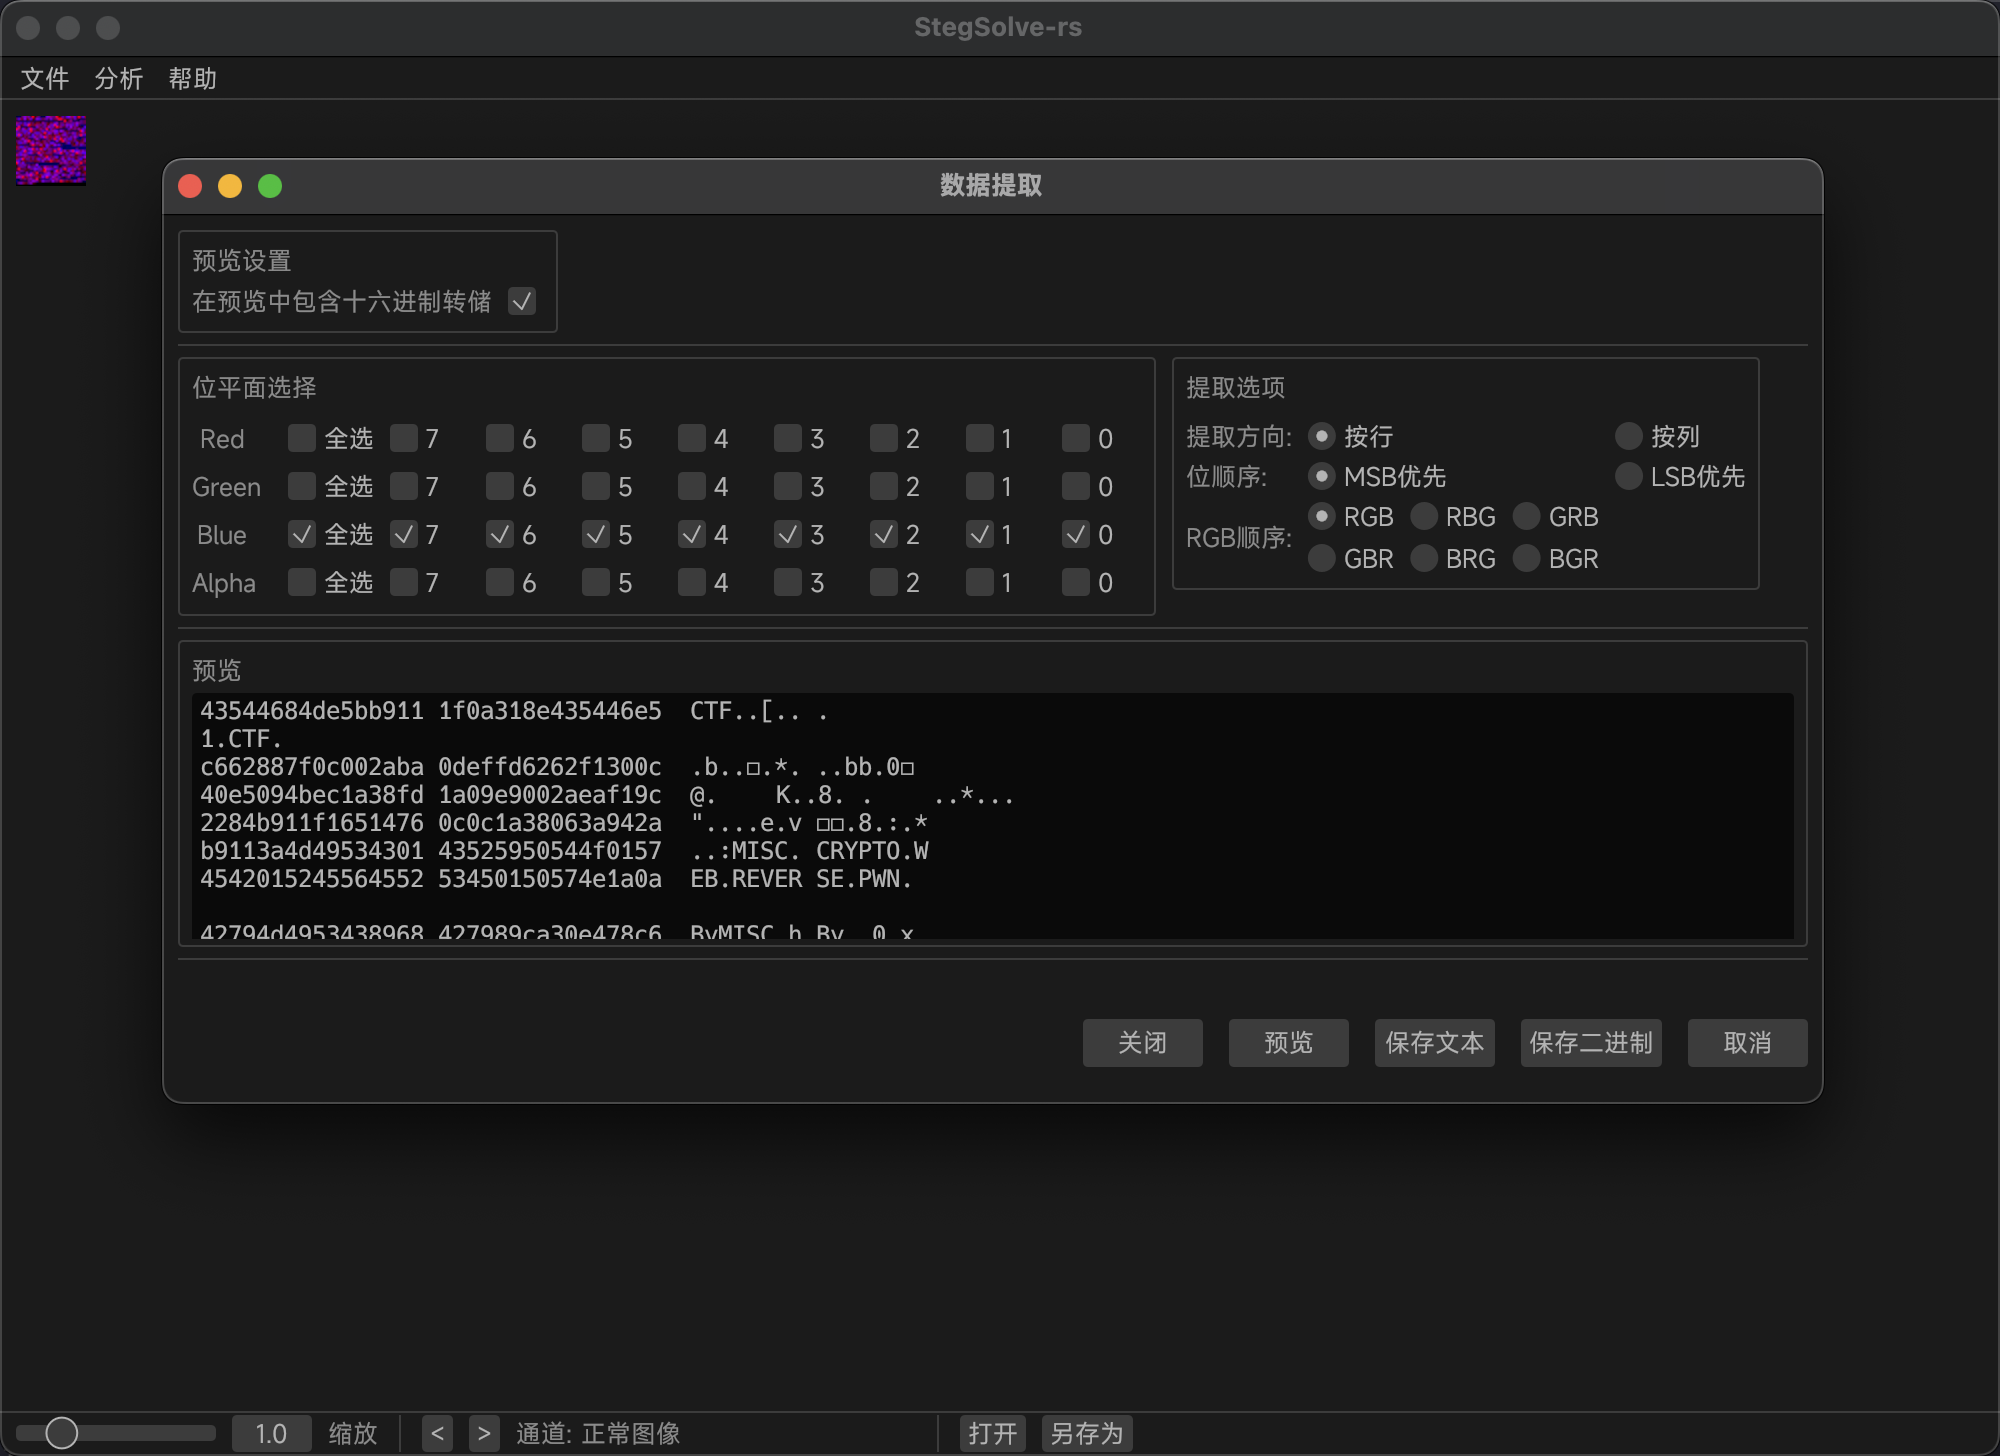 StegSolve-rs
文件 分析 帮助
数据提取
预览设置
在预览中包含十六进制转储
位平面选择
Red 全选 7 6 5 4 3 2 1 0
Green 全选 7 6 5 4 3 2 1 0
Blue 全选 7 6 5 4 3 2 1 0
Alpha 全选 7 6 5 4 3 2 1 0
提取选项
提取方向: 按行 按列
位顺序: MSB优先 LSB优先
RGB顺序: RGB RBG GRB
GBR BRG BGR
预览
43544684de5bb911 1f0a318e435446e5 CTF..[.. .
1.CTF.
c662887f0c002aba 0deffd6262f1300c .b..□.*. ..bb.0□
40e5094bec1a38fd 1a09e9002aeaf19c @. K..8. . ..*...
2284b911f1651476 0c0c1a38063a942a "....e.v □□.8.:.*
b9113a4d49534301 43525950544f0157 ..:MISC. CRYPTO.W
4542015245564552 53450150574e1a0a EB.REVER SE.PWN.
42794d4953438968 427989ca30e478c6 ByMISC.h By..0.x.
关闭 预览 保存文本 保存二进制 取消
1.0 缩放 < > 通道: 正常图像 打开 另存为